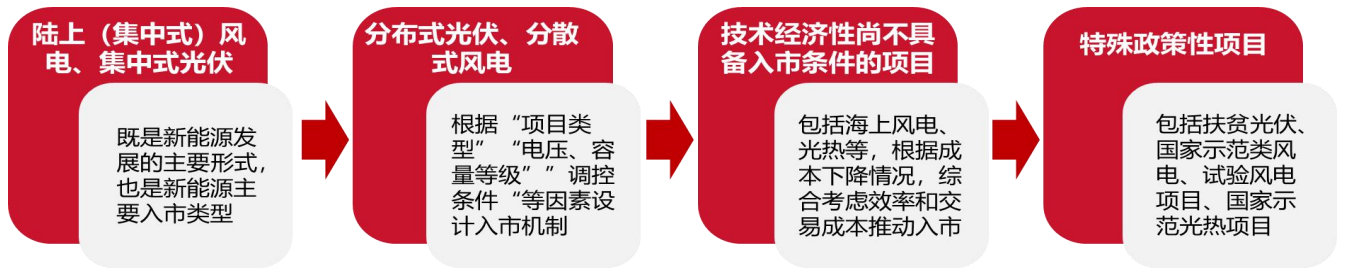 陆上（集中式）风
电、集中式光伏
既是新能源发
展的主要形式，
也是新能源主
要入市类型
分布式光伏、分散
式风电
根据“项目类
型”“电压、容
量等级””调控
条件“等因素设
计入市机制
技术经济性尚不具
备入市条件的项目
包括海上风电、
光热等，根据成
本下降情况，综
合考虑效率和交
易成本推动入市
特殊政策性项目
包括扶贫光伏、
国家示范类风
电、试验风电
项目、国家示
范光热项目